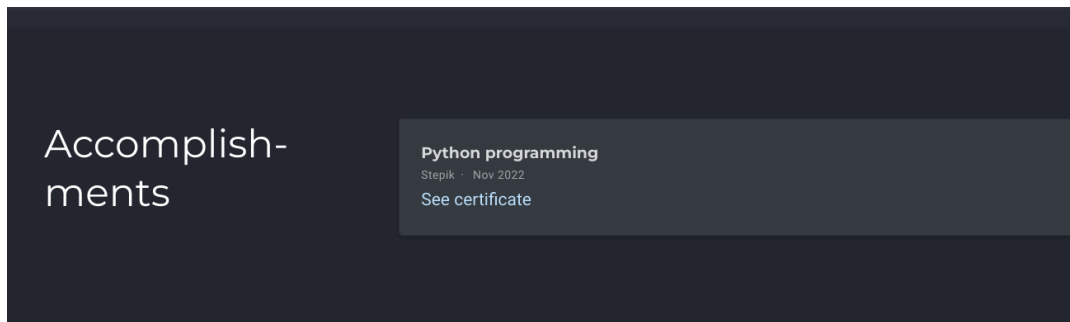 Accomplish-
ments
Python programming
Stepik · Nov 2022
See certificate